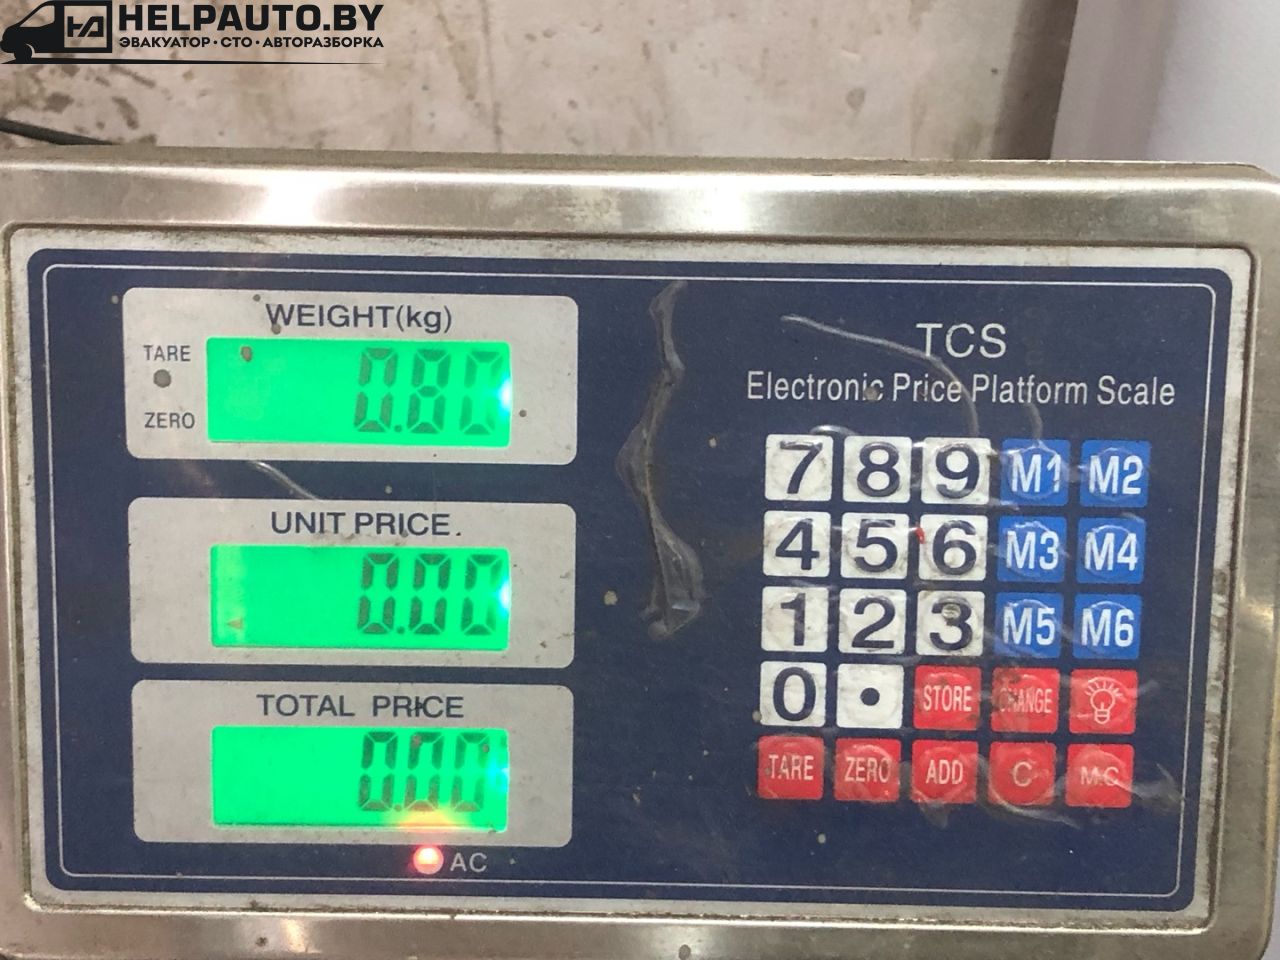 HELPAUTO.BY
ЭВАКУАТОР·СТО·АВТОРАЗБОРКА
WEIGHT(kg)
TARE
0.80
ZERO
UNIT PRICE
0.00
TOTAL PRICE
0.00
AC
TCS
Electronic Price Platform Scale
7 8 9 M1 M2
4 5 6 M3 M4
1 2 3 M5 M6
0 . STORE CHANGE
TARE ZERO ADD C M.C